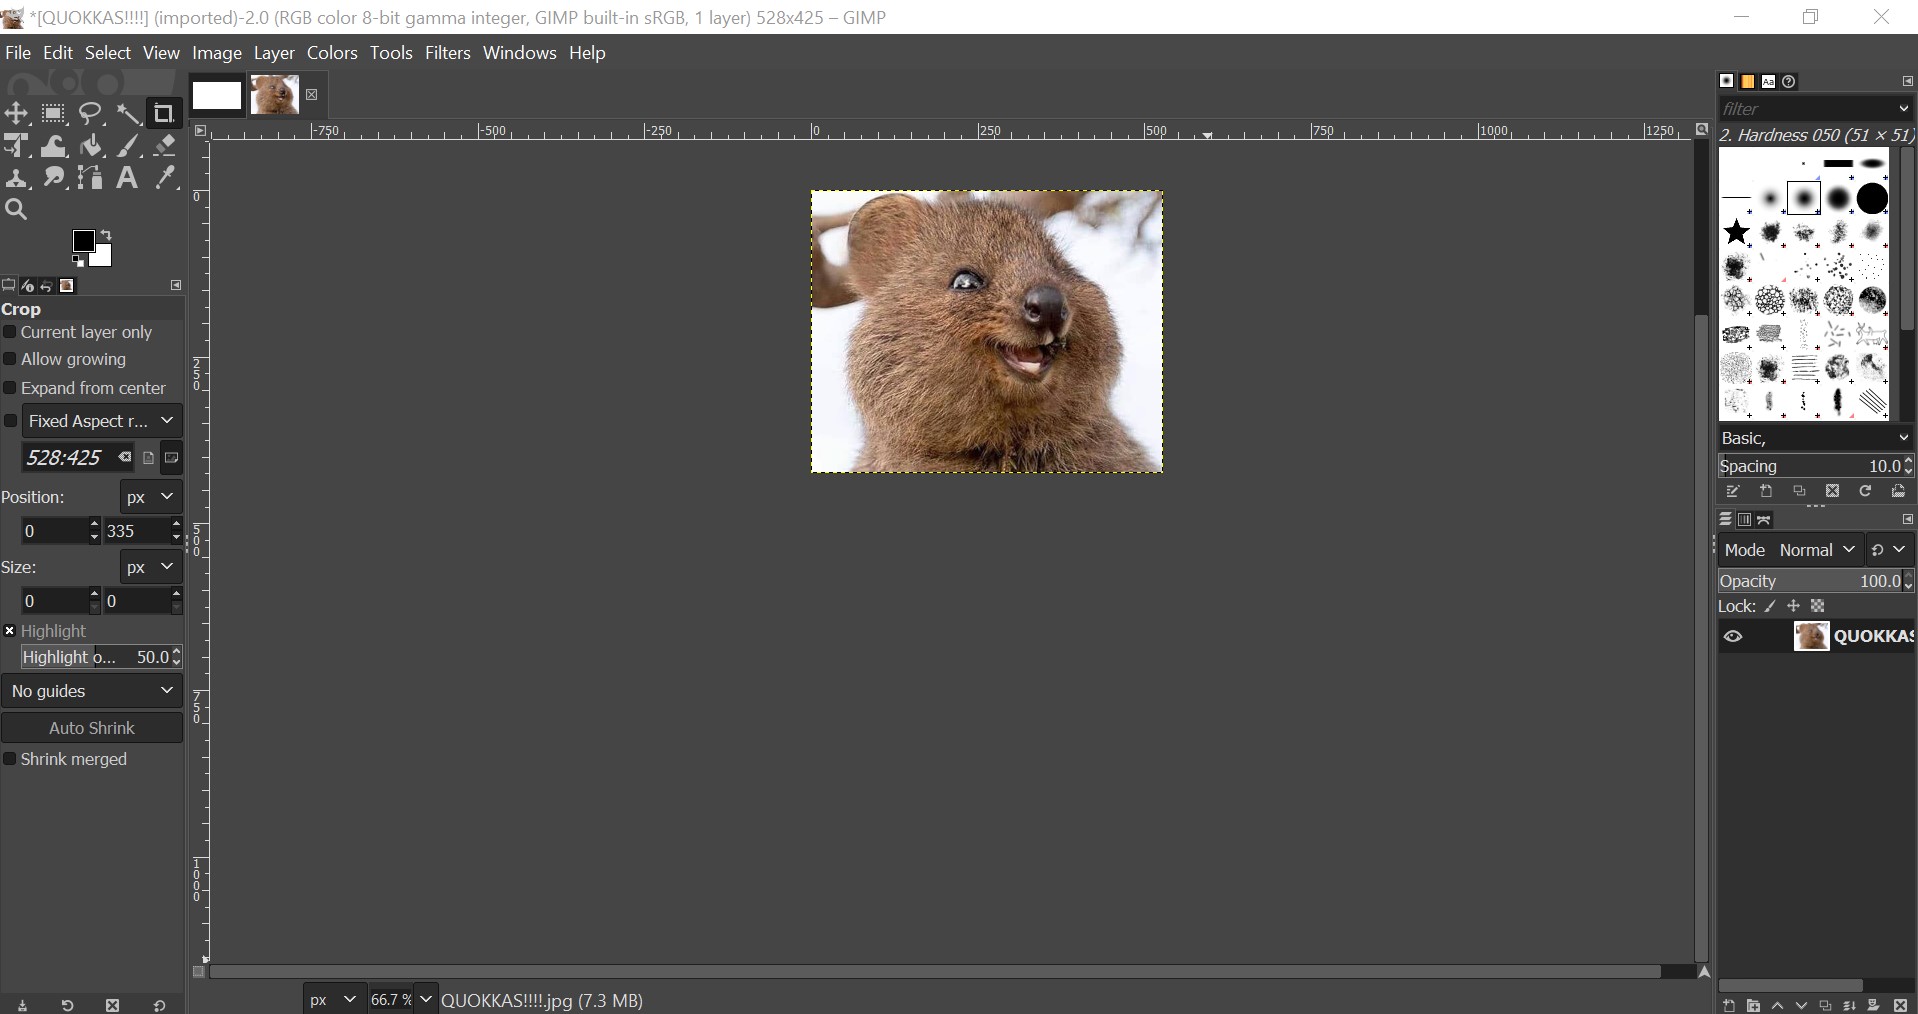 *[QUOKKAS!!!!] (imported)-2.0 (RGB color 8-bit gamma integer, GIMP built-in sRGB, 1 layer) 528x425 – GIMP
File Edit Select View Image Layer Colors Tools Tools Filters Windows Help
-750 -500 -250 0 250 500 750 1000 1250
0
250
500
750
1000
Crop
Current layer only
Allow growing
Expand from center
Fixed Aspect r...
528:425
Position: px
0 335
Size: px
0 0
Highlight
Highlight o... 50.0
No guides
Auto Shrink
Shrink merged
px 66.7 % QUOKKAS!!!!.jpg (7.3 MB)
Aa
filter
2. Hardness 050 (51 × 51)
Basic,
Spacing 10.0
Mode Normal
Opacity 100.0
Lock:
QUOKKAS